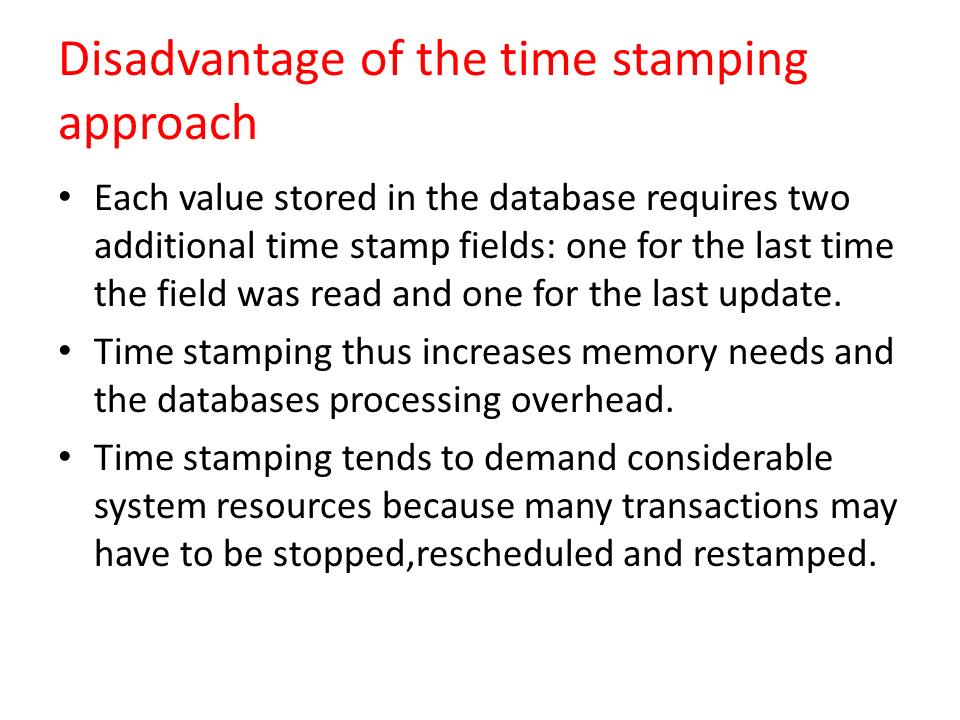 Disadvantage of the time stamping
approach
• Each value stored in the database requires two
additional time stamp fields: one for the last time
the field was read and one for the last update.
• Time stamping thus increases memory needs and
the databases processing overhead.
• Time stamping tends to demand considerable
system resources because many transactions may
have to be stopped,rescheduled and restamped.